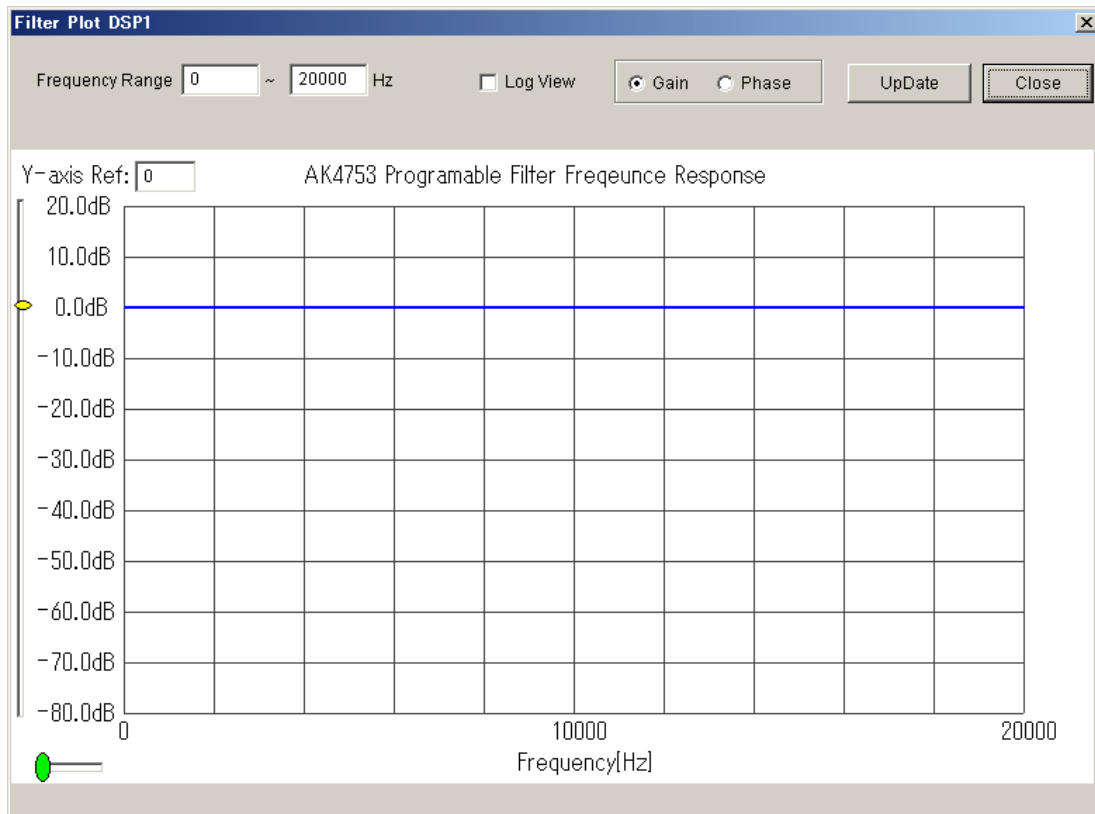 Filter Plot DSP1
Frequency Range 0 ~ 20000 Hz Log View Gain Phase UpDate Close
Y-axis Ref: 0 AK4753 Programable Filter Freqeunce Response
20.0dB
10.0dB
0.0dB
-10.0dB
-20.0dB
-30.0dB
-40.0dB
-50.0dB
-60.0dB
-70.0dB
-80.0dB
0 10000 20000
Frequency[Hz]